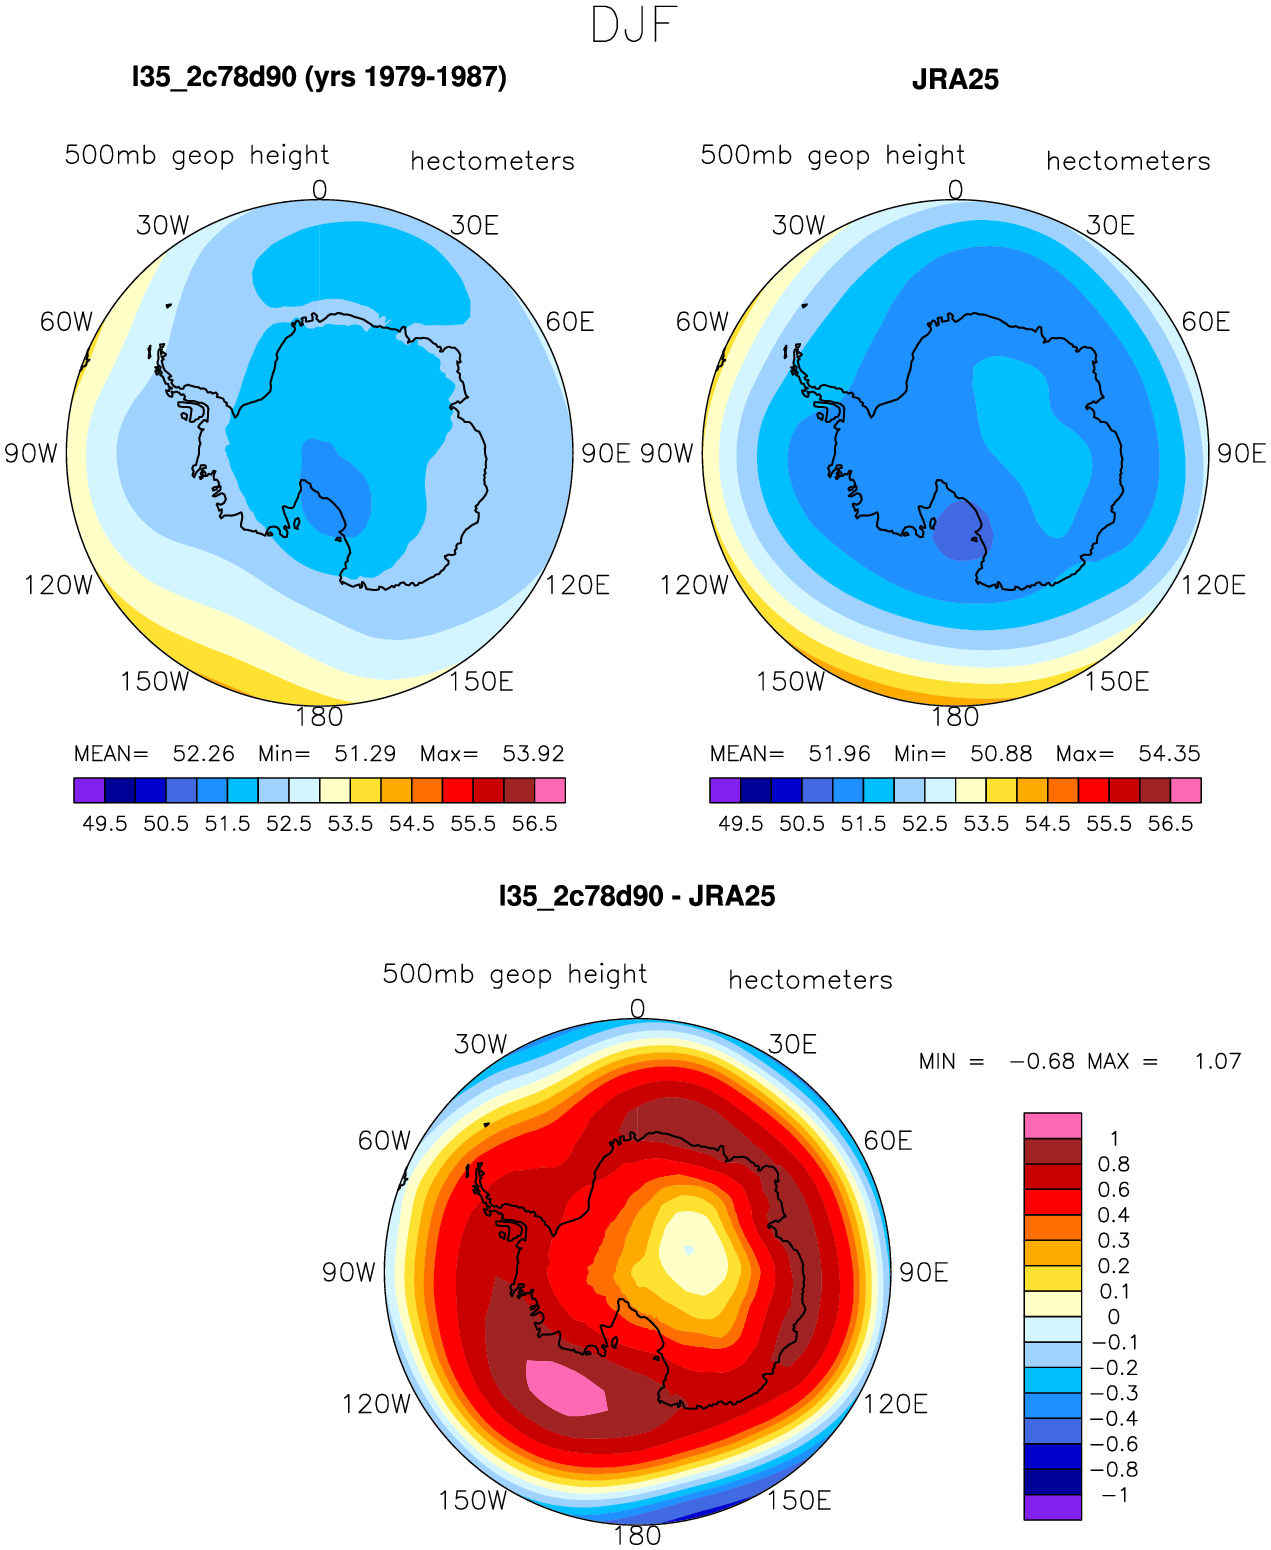 DJF
I35_2c78d90 (yrs 1979-1987)
JRA25
500mb geop height hectometers
500mb geop height hectometers
0
30W 30E
60W 60E
90W 90E
120W 120E
150W 150E
180
0
30W 30E
60W 60E
90W 90E
120W 120E
150W 150E
180
MEAN= 52.26 Min= 51.29 Max= 53.92
49.5 50.5 51.5 52.5 53.5 54.5 55.5 56.5
MEAN= 51.96 Min= 50.88 Max= 54.35
49.5 50.5 51.5 52.5 53.5 54.5 55.5 56.5
I35_2c78d90 - JRA25
500mb geop height hectometers
0
30W 30E
60W 60E
90W 90E
120W 120E
150W 150E
180
MIN = -0.68 MAX = 1.07
1
0.8
0.6
0.4
0.3
0.2
0.1
0
-0.1
-0.2
-0.3
-0.4
-0.6
-0.8
-1